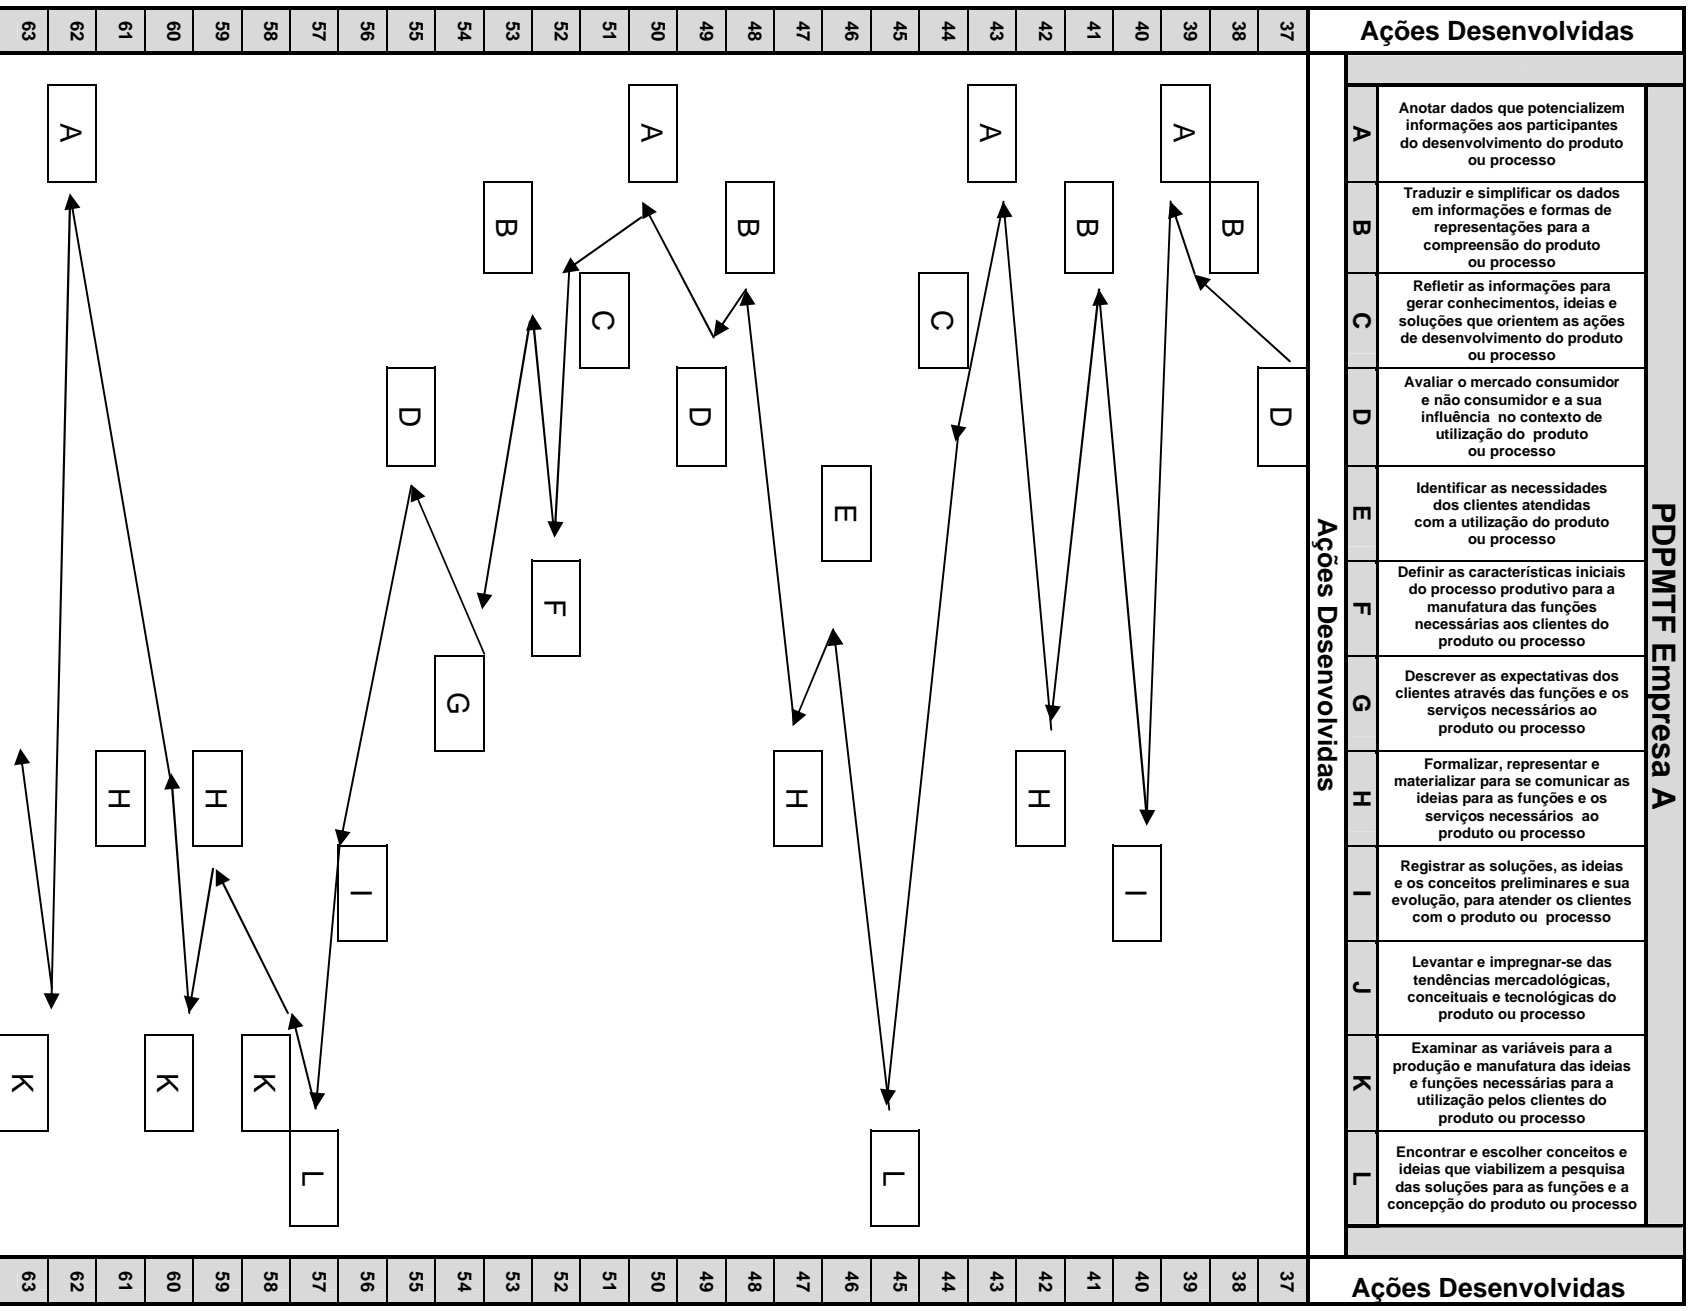 63 62 61 60 59 58 57 56 55 54 53 52 51 50 49 48 47 46 45 44 43 42 41 40 39 38 37
Ações Desenvolvidas
PDPMTF Empresa A
A
Anotar dados que potencializem
informações aos participantes
do desenvolvimento do produto
ou processo
B
Traduzir e simplificar os dados
em informações e formas de
representações para a
compreensão do produto
ou processo
C
Refletir as informações para
gerar conhecimentos, ideias e
soluções que orientem as ações
de desenvolvimento do produto
ou processo
D
Avaliar o mercado consumidor
e não consumidor e a sua
influência no contexto de
utilização do produto
ou processo
E
Identificar as necessidades
dos clientes atendidas
com a utilização do produto
ou processo
F
Definir as características iniciais
do processo produtivo para a
manufatura das funções
necessárias aos clientes do
produto ou processo
G
Descrever as expectativas dos
clientes através das funções e os
serviços necessários ao
produto ou processo
H
Formalizar, representar e
materializar para se comunicar as
ideias para as funções e os
serviços necessários ao
produto ou processo
I
Registrar as soluções, as ideias
e os conceitos preliminares e sua
evolução, para atender os clientes
com o produto ou processo
J
Levantar e impregnar-se das
tendências mercadológicas,
conceituais e tecnológicas do
produto ou processo
K
Examinar as variáveis para a
produção e manufatura das ideias
e funções necessárias para a
utilização pelos clientes do
produto ou processo
L
Encontrar e escolher conceitos e
ideias que viabilizem a pesquisa
das soluções para as funções e a
concepção do produto ou processo
Ações Desenvolvidas
D
B
A
I
B
H
A
C
L
E
H
B
D
A
C
F
B
G
D
I
L
K
H
K
H
A
K
63 62 61 60 59 58 57 56 55 54 53 52 51 50 49 48 47 46 45 44 43 42 41 40 39 38 37
Ações Desenvolvidas